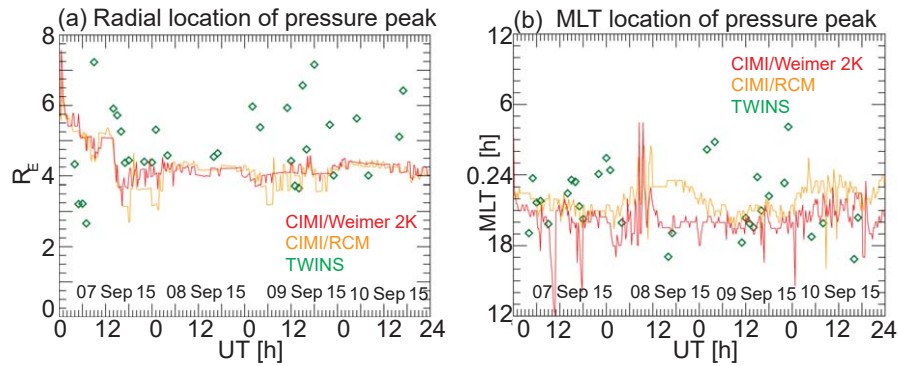 (a) Radial location of pressure peak
8
6
4
2
0
R_E
CIMI/Weimer 2K
CIMI/RCM
TWINS
07 Sep 15 08 Sep 15 09 Sep 15 10 Sep 15
0 12 0 12 0 12 0 12 24
UT [h]
(b) MLT location of pressure peak
12
6
0.24
18
12
MLT [h]
CIMI/Weimer 2K
CIMI/RCM
TWINS
07 Sep 15 08 Sep 15 09 Sep 15 10 Sep 15
0 12 0 12 0 12 0 12 24
UT [h]